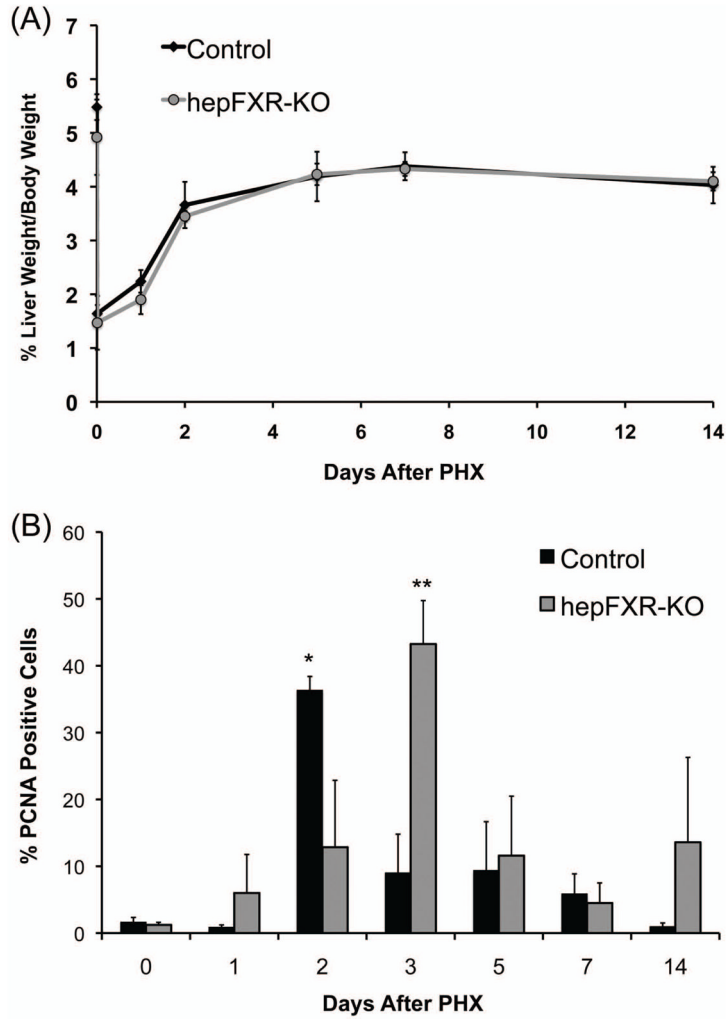 (A)
% Liver Weight/Body Weight
7
6
5
4
3
2
1
0
Control
hepFXR-KO
0 2 4 6 8 10 12 14
Days After PHX
(B)
% PCNA Positive Cells
60
50
40
30
20
10
0
Control
hepFXR-KO
*
**
0 1 2 3 5 7 14
Days After PHX